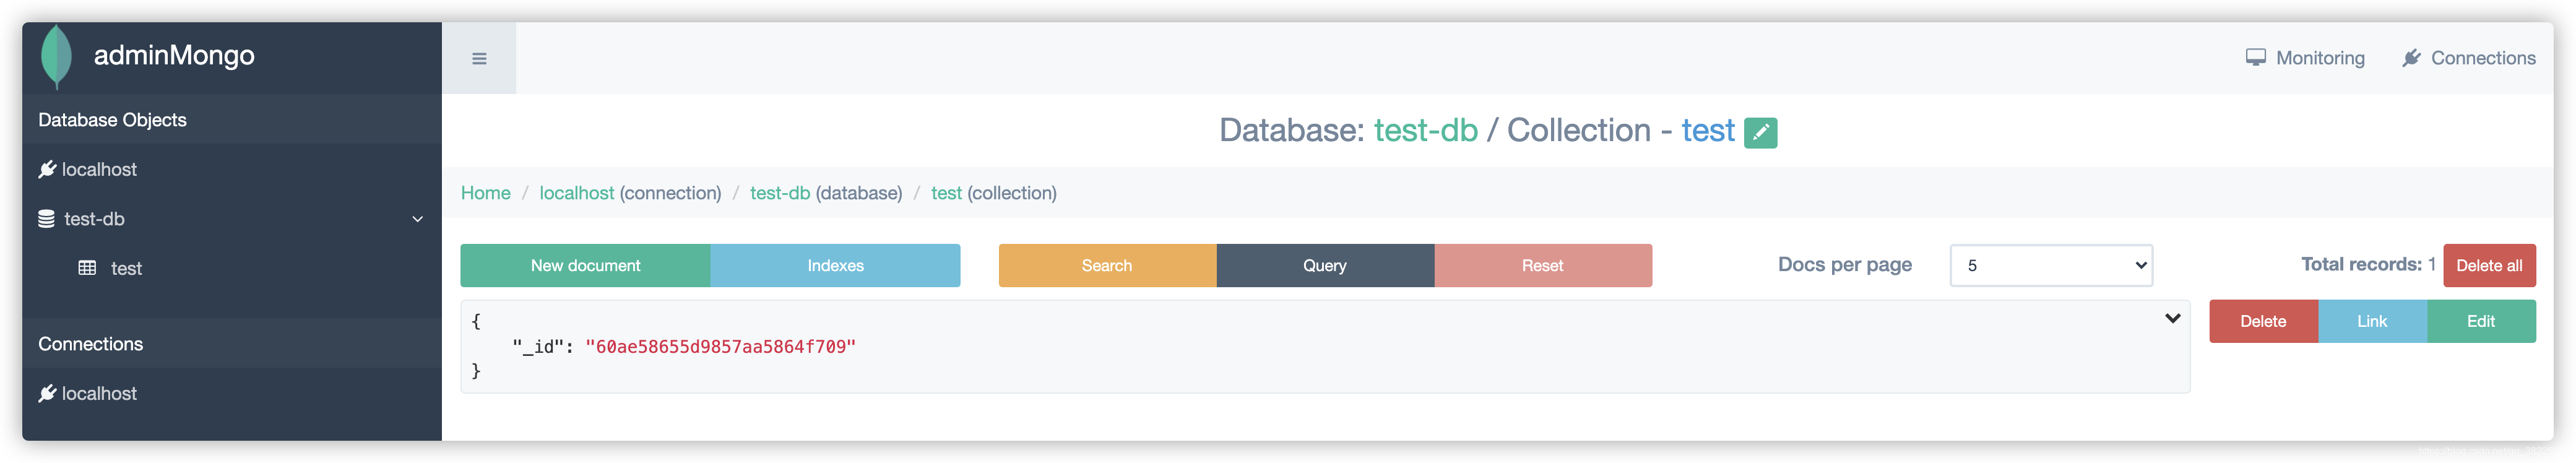 adminMongo
Monitoring Connections
Database Objects
Database: test-db / Collection - test
localhost
Home / localhost (connection) / test-db (database) / test (collection)
test-db
New document Indexes Search Query Reset Docs per page 5 Total records: 1 Delete all
test
{
"_id": "60ae58655d9857aa5864f709"
}
Delete Link Edit
Connections
localhost